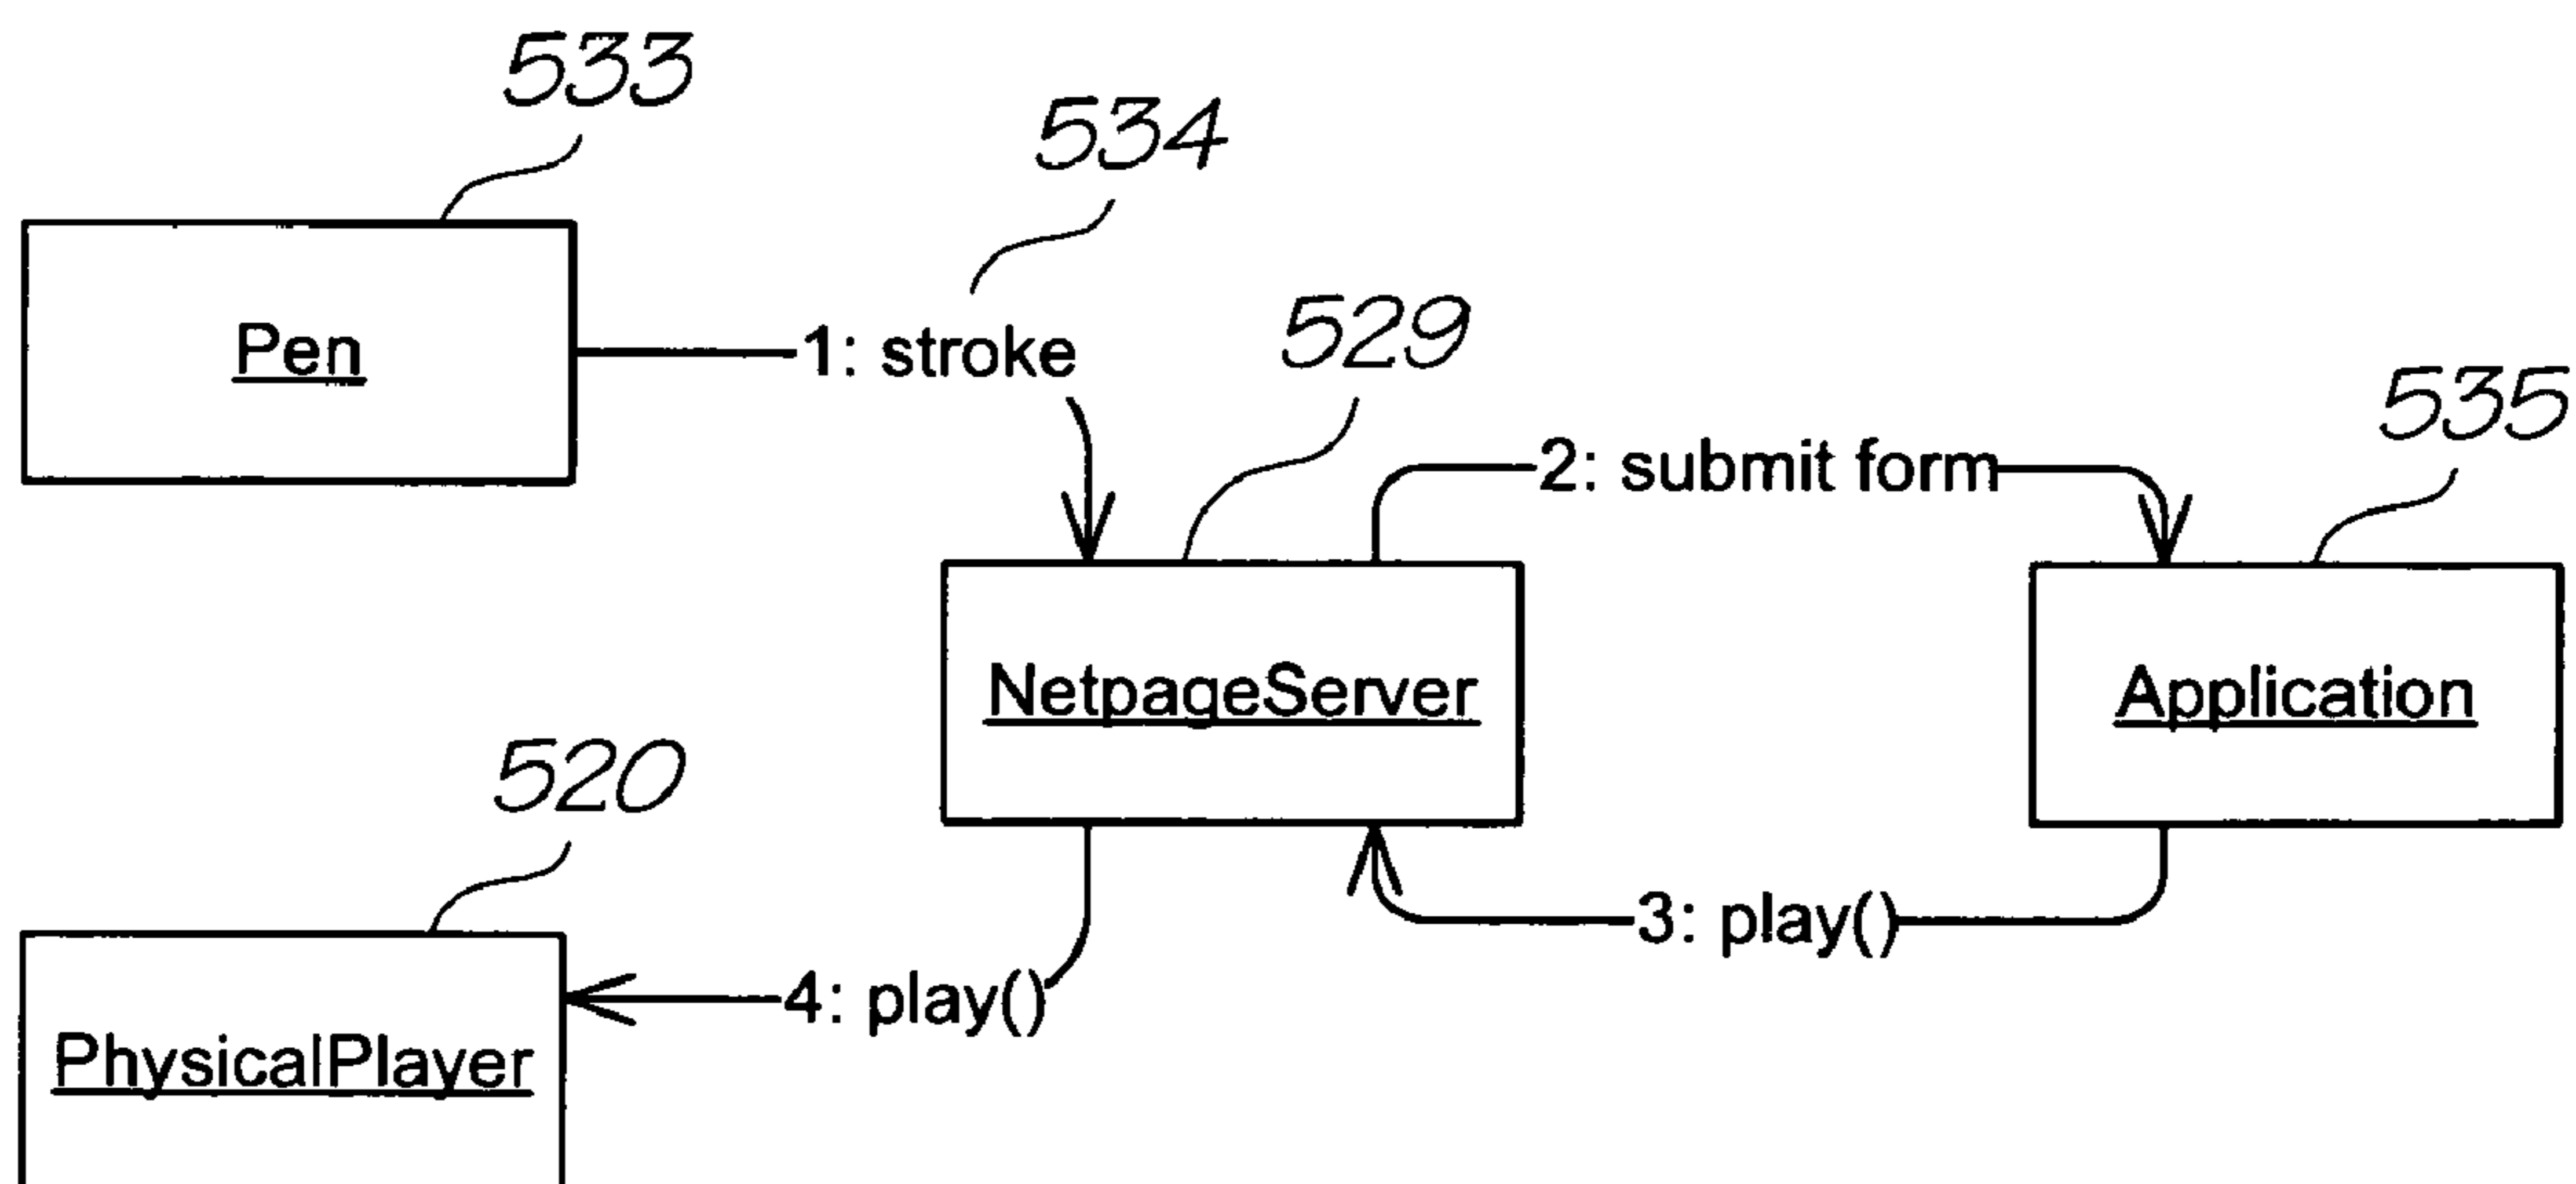 533
534
Pen
1: stroke
529
535
2: submit form
NetpageServer
Application
520
3: play()
4: play()
PhysicalPlayer